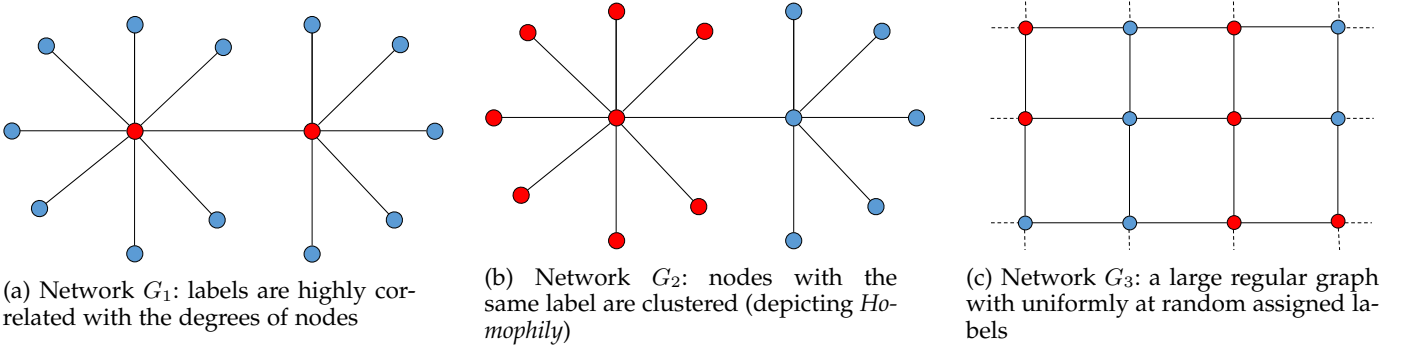 (a) Network G₁: labels are highly cor-
related with the degrees of nodes
(b) Network G₂: nodes with the
same label are clustered (depicting Ho-
mophily)
(c) Network G₃: a large regular graph
with uniformly at random assigned la-
bels